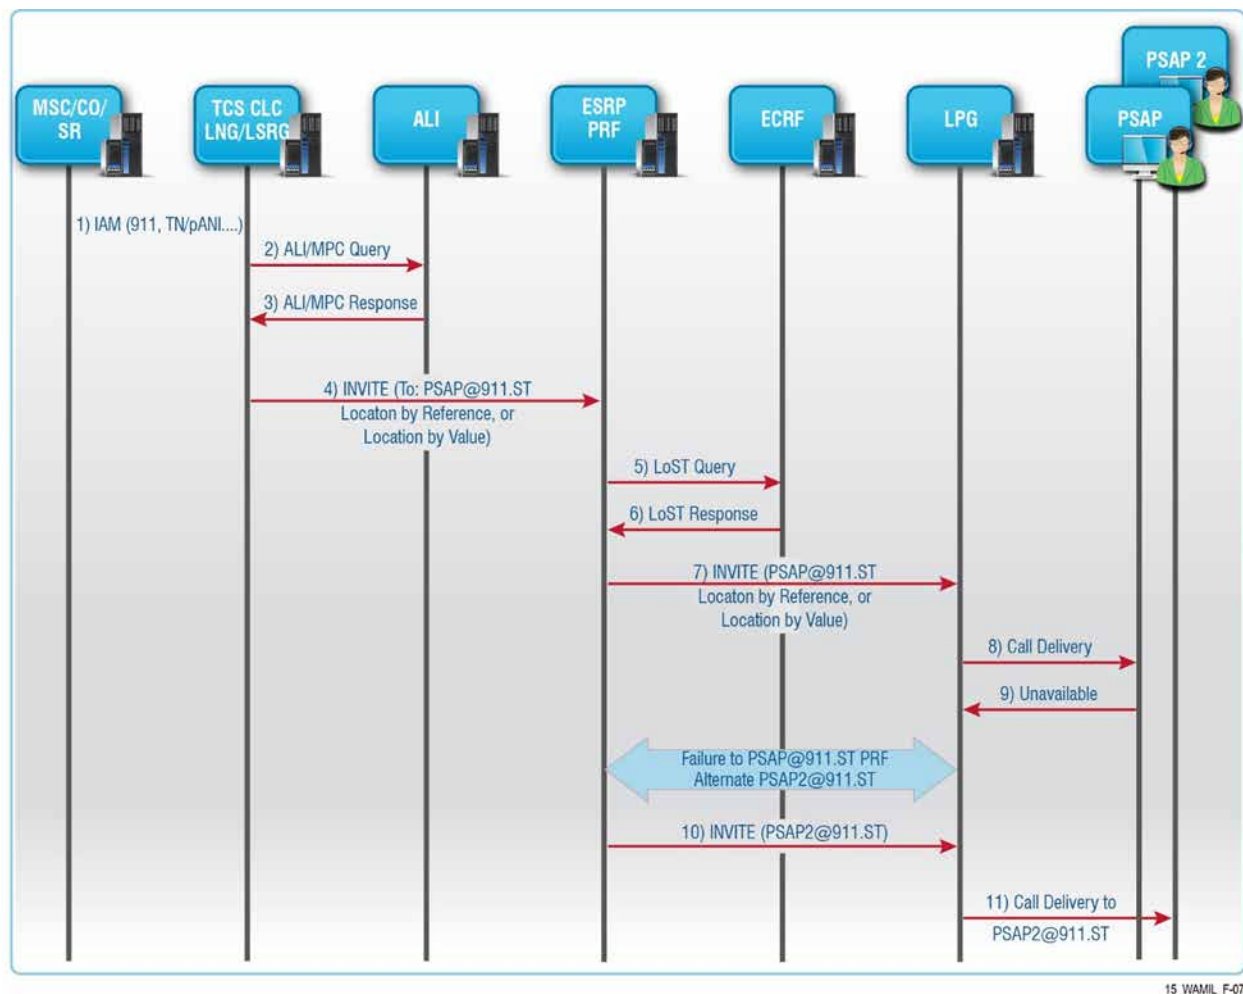 PSAP 2
MSC/CO/
SR
TCS CLC
LNG/LSRG
ALI
ESRP
PRF
ECRF
LPG
PSAP
1) IAM (911, TN/pANI....)
2) ALI/MPC Query
3) ALI/MPC Response
4) INVITE (To: PSAP@911.ST
Locaton by Reference, or
Location by Value)
5) LoST Query
6) LoST Response
7) INVITE (PSAP@911.ST
Locaton by Reference, or
Location by Value)
8) Call Delivery
9) Unavailable
Failure to PSAP@911.ST PRF
Alternate PSAP2@911.ST
10) INVITE (PSAP2@911.ST)
11) Call Delivery to
PSAP2@911.ST
15_WAMIL_F-07